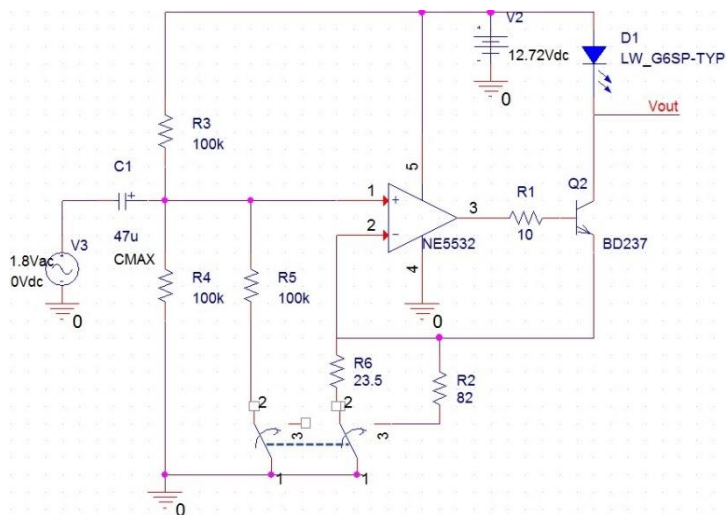 V2
12.72Vdc
0
D1
LW_G6SP-TYP
Vout
R3
100k
5
C1
47u
CMAX
1
+
2
-
3
NE5532
4
0
R1
10
Q2
BD237
V3
1.8Vac
0Vdc
0
R4
100k
R5
100k
R6
23.5
R2
82
2
3
1
2
3
1
0